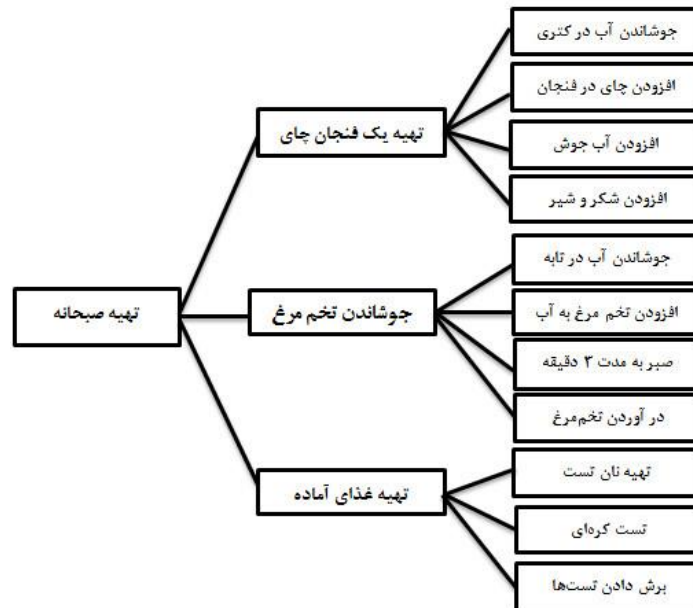 تهیه صبحانه
تهیه یک فنجان چای
جوشاندن آب در کتری
افزودن چای در فنجان
افزودن آب جوش
افزودن شکر و شیر
جوشاندن تخم مرغ
جوشاندن آب در تابه
افزودن تخم مرغ به آب
صبر به مدت ۳ دقیقه
در آوردن تخم‌مرغ
تهیه غذای آماده
تهیه نان تست
تست کره‌ای
برش دادن تست‌ها